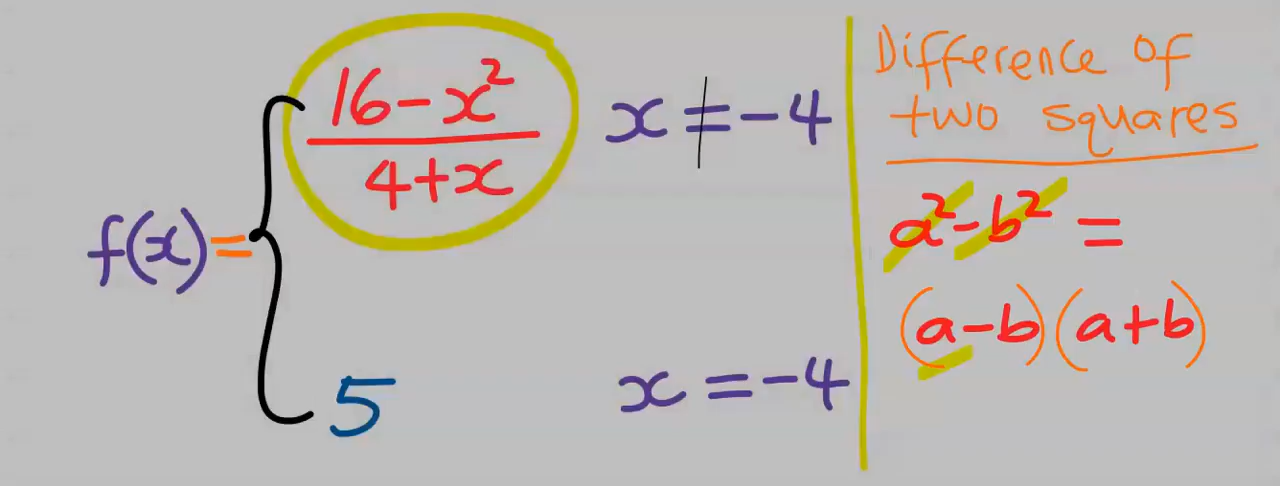 f(x) =
16 - x²
4 + x
x ≠ -4
5
x = -4
Difference of
two squares
a² - b² =
(a - b)(a + b)